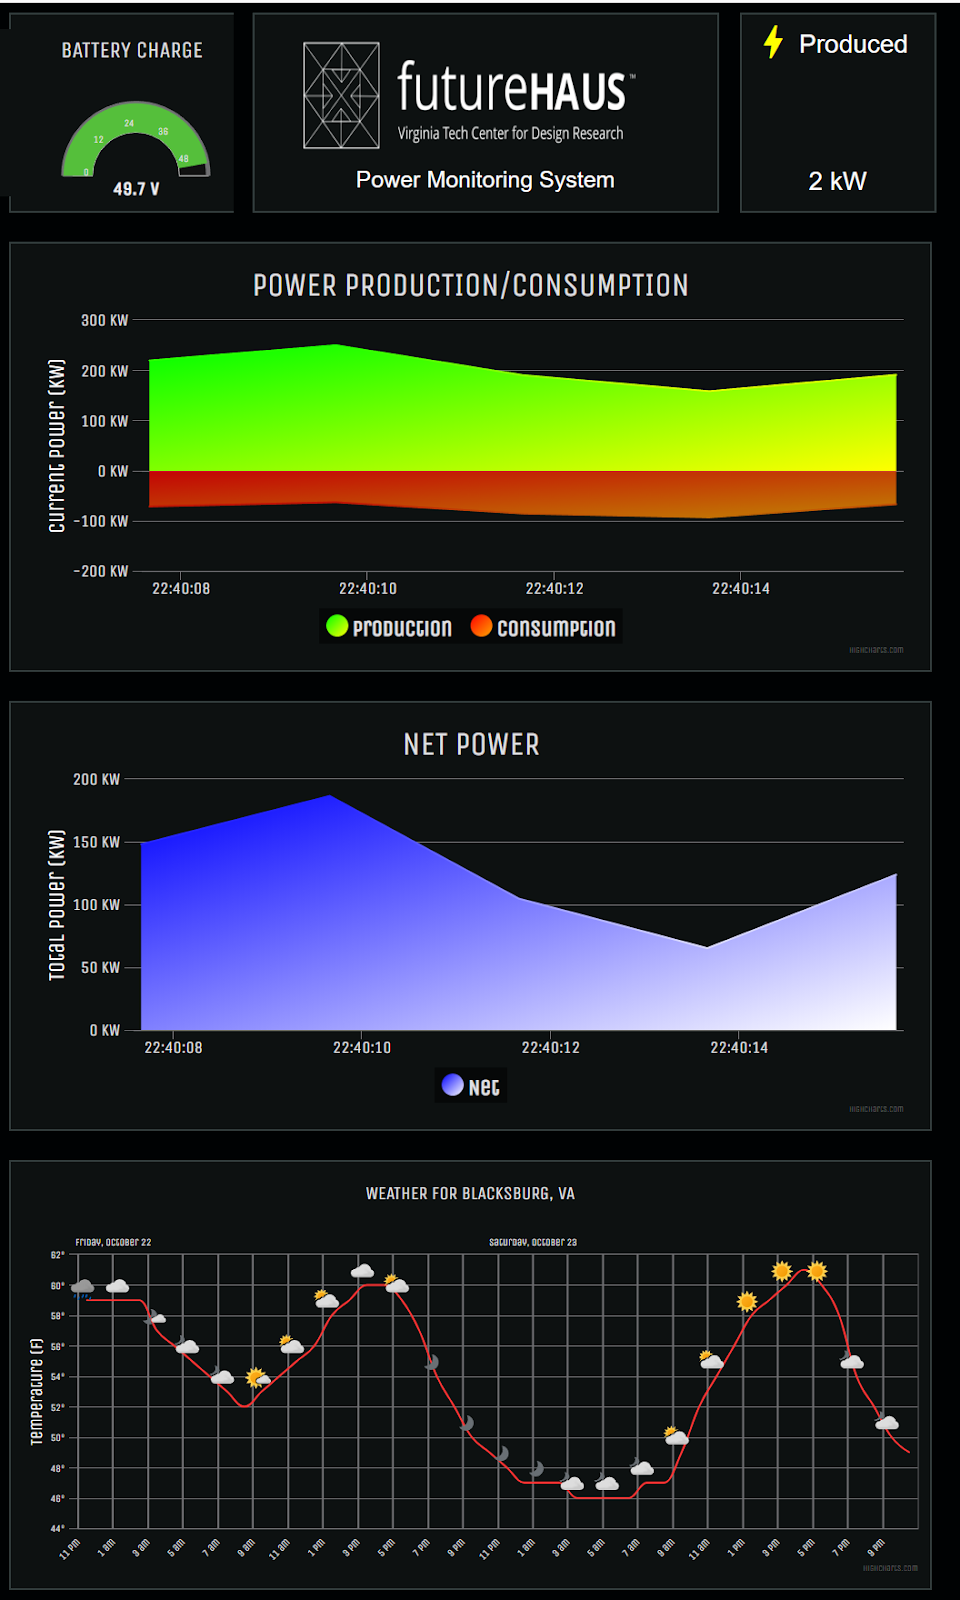 BATTERY CHARGE
0
12
24
36
48
49.7 V
futureHAUS™
Virginia Tech Center for Design Research
Power Monitoring System
Produced
2 kW
POWER PRODUCTION/CONSUMPTION
Current Power (KW)
300 KW
200 KW
100 KW
0 KW
-100 KW
-200 KW
22:40:08 22:40:10 22:40:12 22:40:14
Production Consumption
Highcharts.com
NET POWER
Total Power (KW)
200 KW
150 KW
100 KW
50 KW
0 KW
22:40:08 22:40:10 22:40:12 22:40:14
Net
Highcharts.com
WEATHER FOR BLACKSBURG, VA
Friday, October 22 Saturday, October 23
Temperature (F)
62°
60°
58°
56°
54°
52°
50°
48°
46°
44°
11 PM 1 AM 3 AM 5 AM 7 AM 9 AM 11 AM 1 PM 3 PM 5 PM 7 PM 9 PM 11 PM 1 AM 3 AM 5 AM 7 AM 9 AM 11 AM 1 PM 3 PM 5 PM 7 PM 9 PM
Highcharts.com